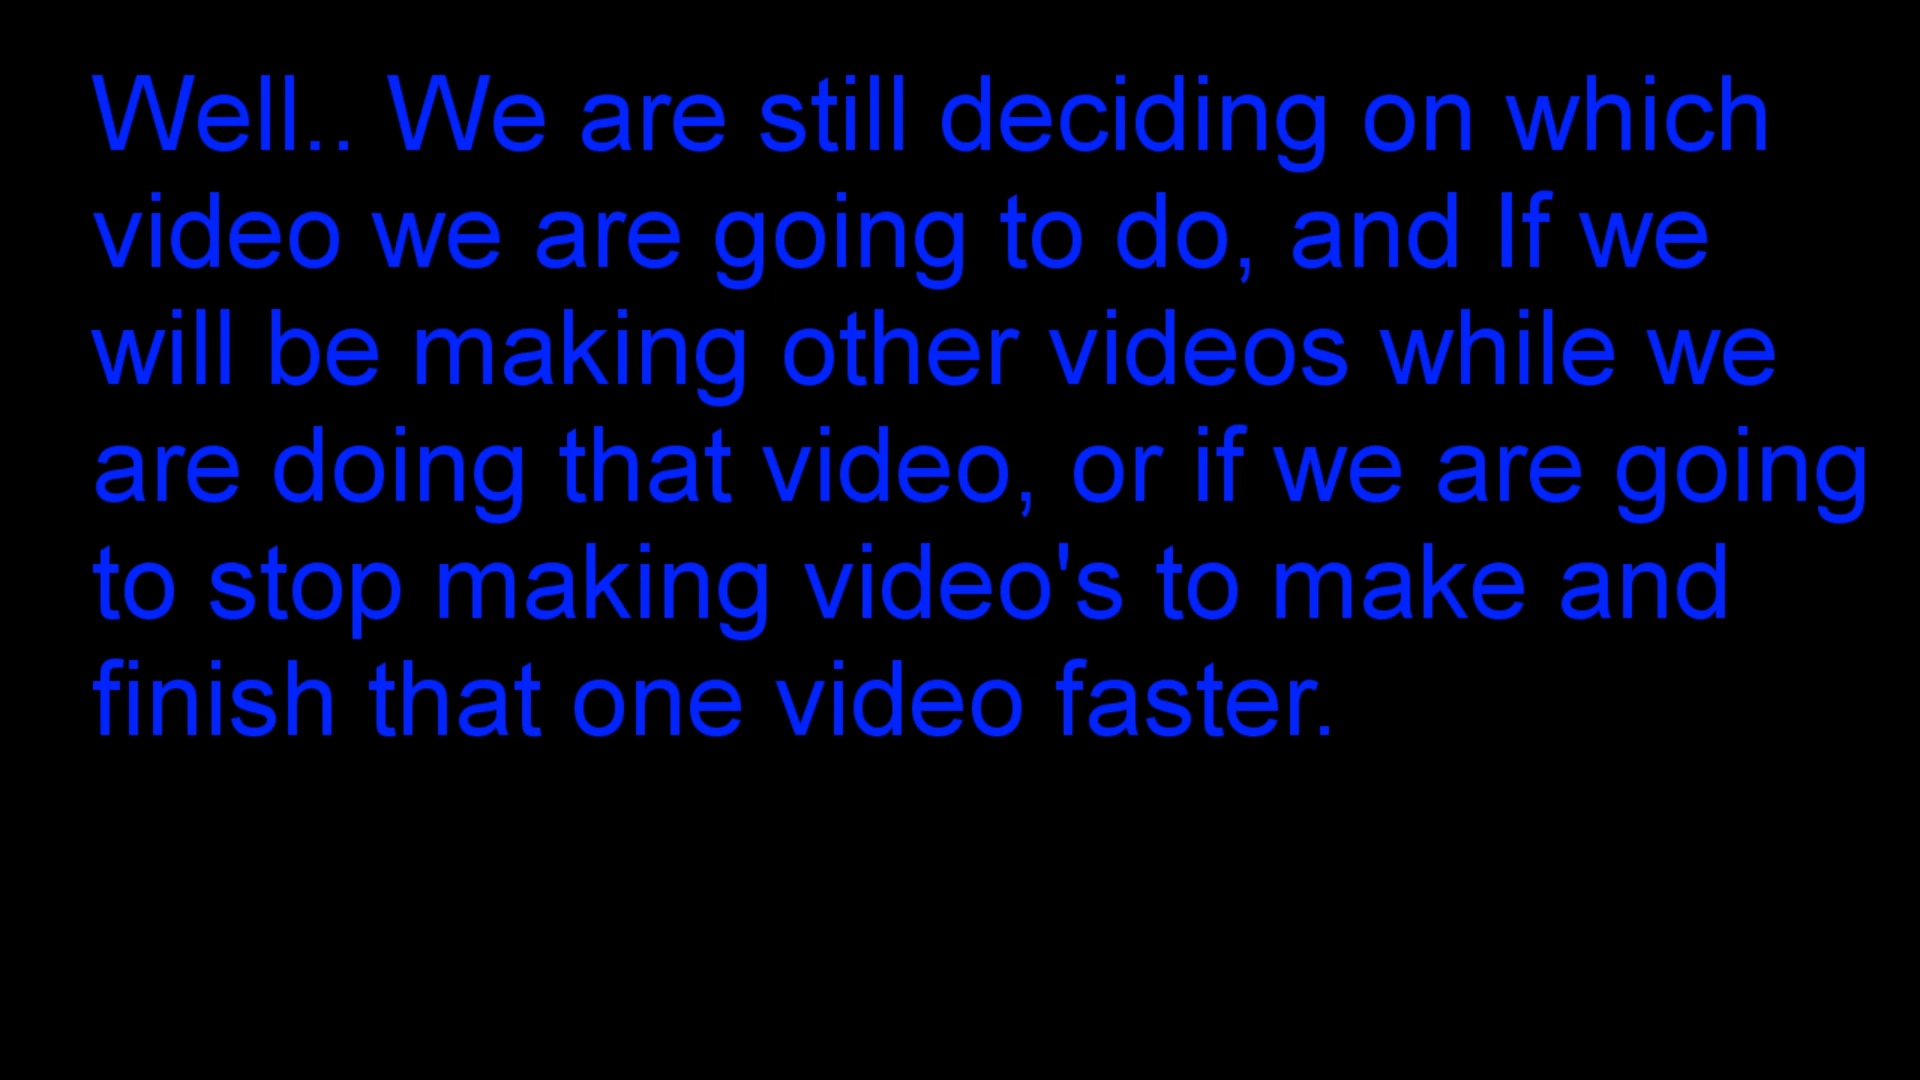 Well.. We are still deciding on which
video we are going to do, and If we
will be making other videos while we
are doing that video, or if we are going
to stop making video's to make and
finish that one video faster.